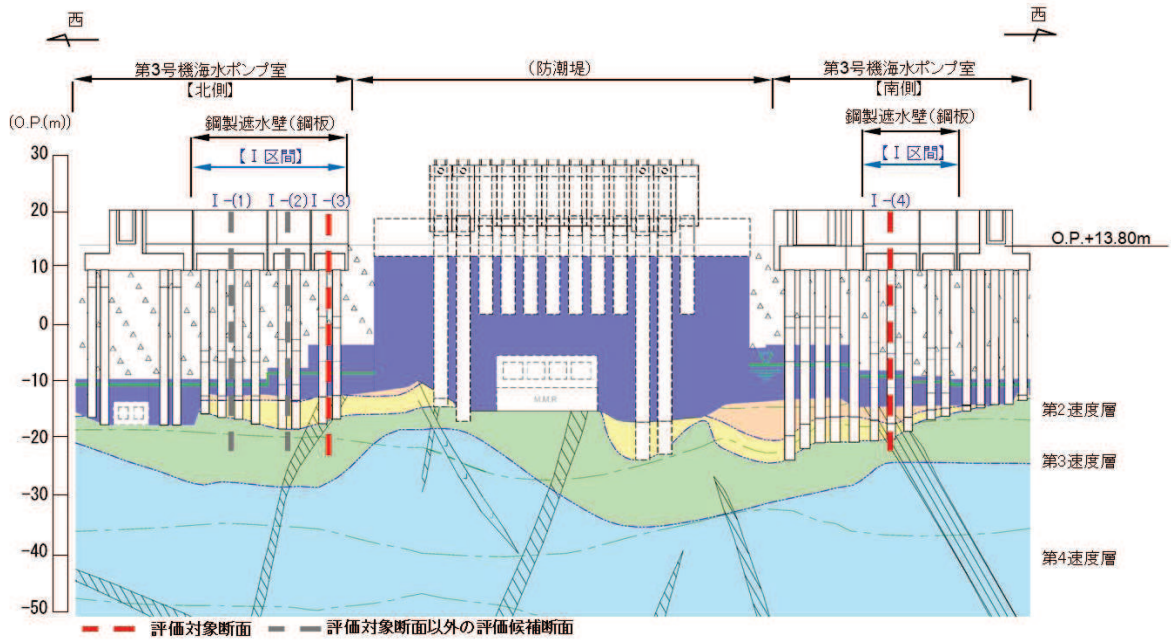 西
西
第3号機海水ポンプ室
【北側】
(防潮堤)
第3号機海水ポンプ室
【南側】
(O.P.(m))
鋼製遮水壁(鋼板)
【Ⅰ区間】
鋼製遮水壁(鋼板)
【Ⅰ区間】
Ⅰ-(1)
Ⅰ-(2)
Ⅰ-(3)
Ⅰ-(4)
O.P.+13.80m
30
20
10
0
-10
-20
-30
-40
-50
MMR
第2速度層
第3速度層
第4速度層
評価対象断面
評価対象断面以外の評価候補断面